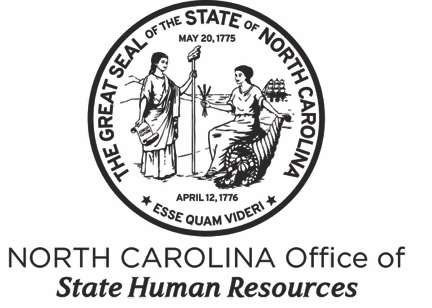 THE GREAT SEAL OF THE STATE OF NORTH CAROLINA
MAY 20, 1775
APRIL 12, 1776
★ ESSE QUAM VIDERI ★
NORTH CAROLINA Office of
State Human Resources